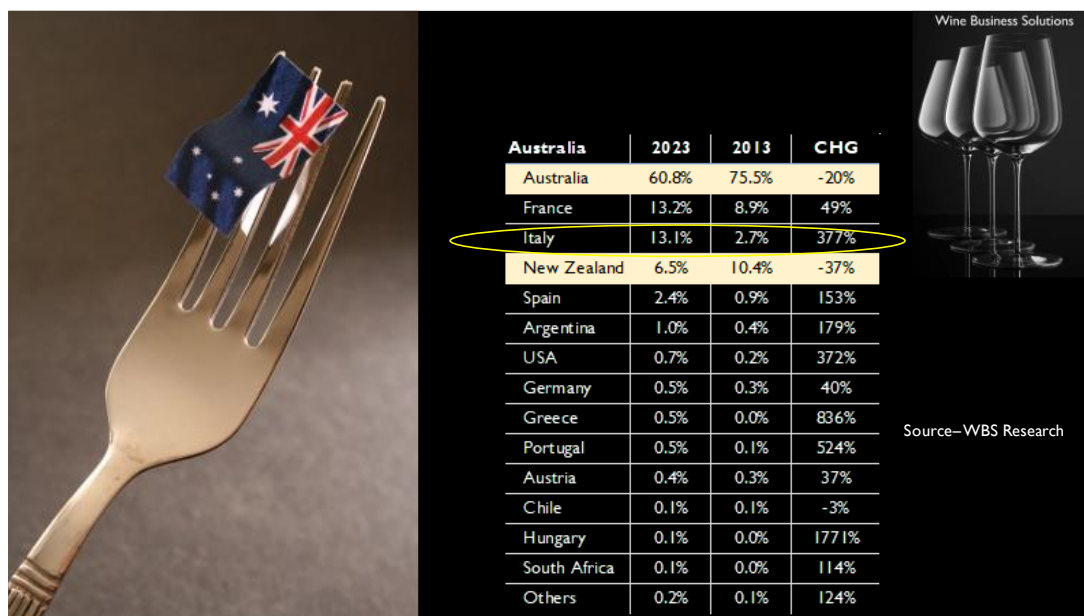 Wine Business Solutions
Australia 2023 2013 CHG
Australia 60.8% 75.5% -20%
France 13.2% 8.9% 49%
Italy 13.1% 2.7% 377%
New Zealand 6.5% 10.4% -37%
Spain 2.4% 0.9% 153%
Argentina 1.0% 0.4% 179%
USA 0.7% 0.2% 372%
Germany 0.5% 0.3% 40%
Greece 0.5% 0.0% 836%
Source–WBS Research
Portugal 0.5% 0.1% 524%
Austria 0.4% 0.3% 37%
Chile 0.1% 0.1% -3%
Hungary 0.1% 0.0% 1771%
South Africa 0.1% 0.0% 114%
Others 0.2% 0.1% 124%